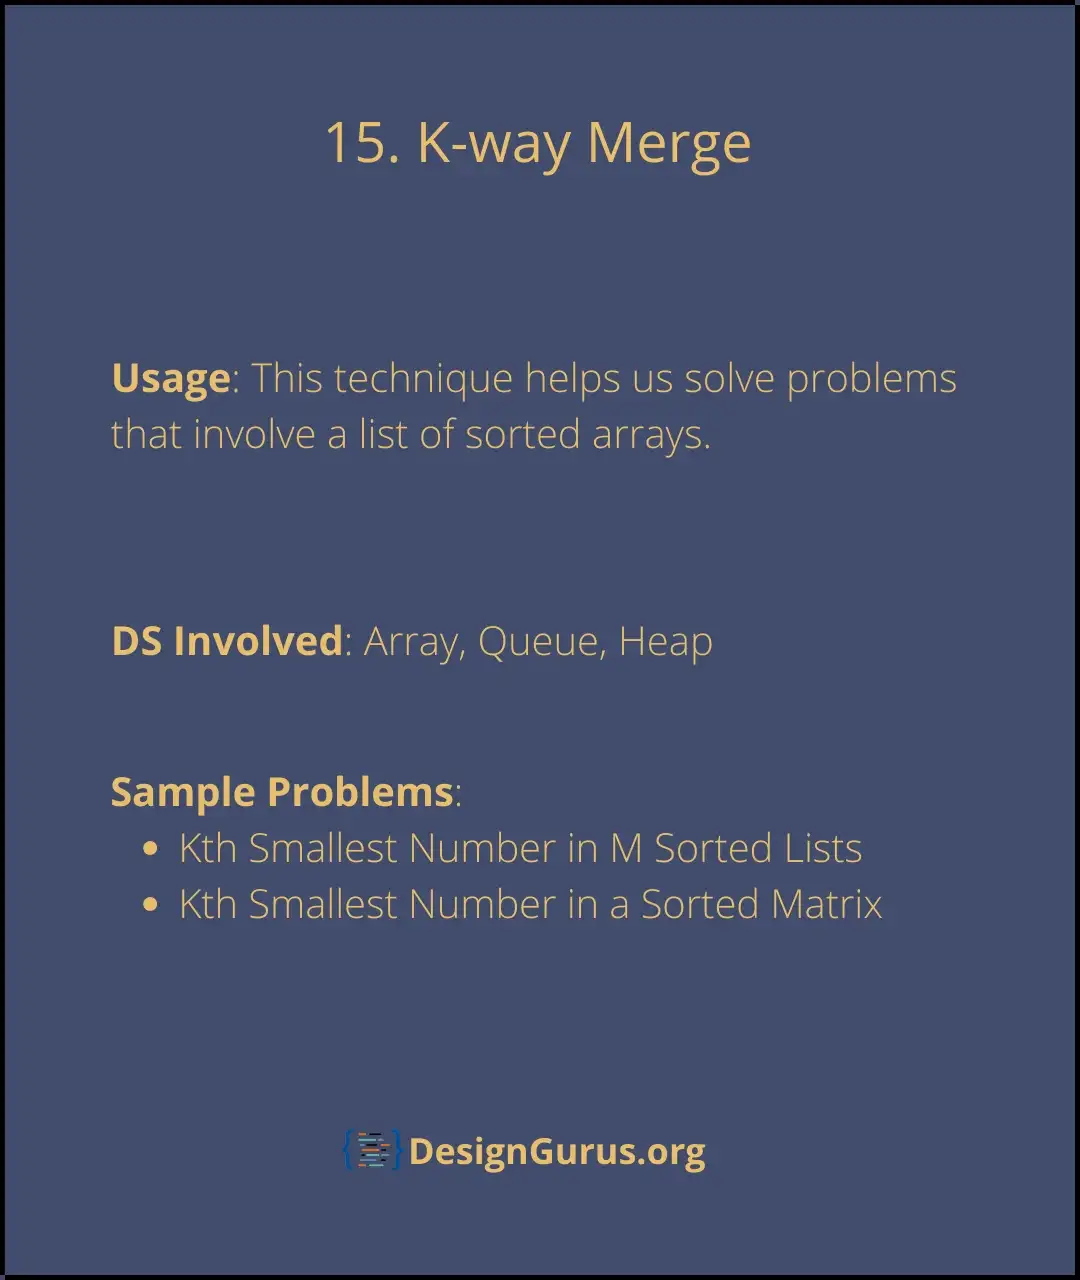 15. K-way Merge
Usage: This technique helps us solve problems
that involve a list of sorted arrays.
DS Involved: Array, Queue, Heap
Sample Problems:
• Kth Smallest Number in M Sorted Lists
• Kth Smallest Number in a Sorted Matrix
DesignGurus.org